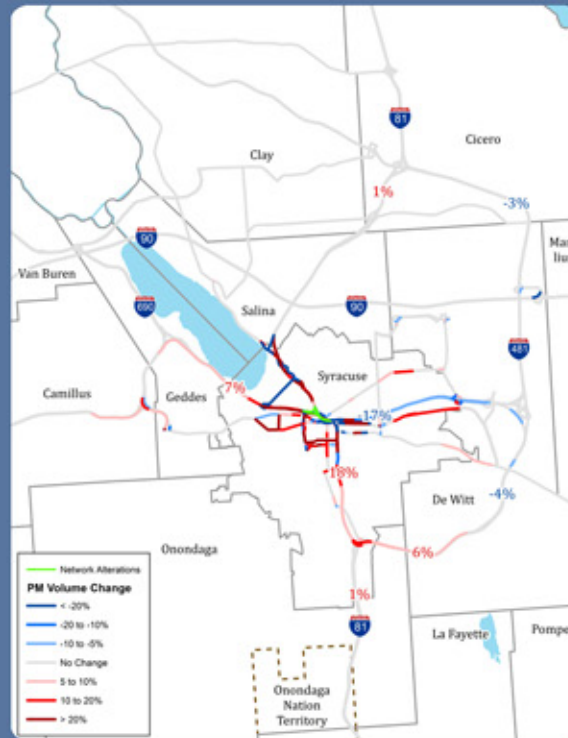 81
Cicero
Clay
1%
-3%
90
Van Buren
690
Salina
90
Man
lius
481
Camillus
Geddes
7%
Syracuse
-17%
-18%
De Witt
-4%
Onondaga
6%
1%
81
La Fayette
Pompe
Onondaga
Nation
Territory
Network Alterations
PM Volume Change
< -20%
-20 to -10%
-10 to -5%
No Change
5 to 10%
10 to 20%
> 20%